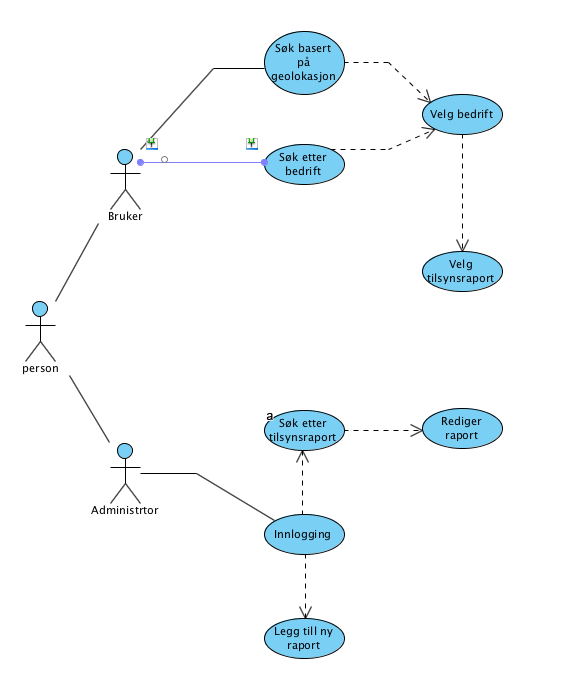 Søk basert
på
geolokasjon
Velg bedrift
Søk etter
bedrift
Bruker
Velg
tilsynsraport
person
a
Søk etter
tilsynsraport
Rediger
raport
Administrtor
Innlogging
Legg till ny
raport